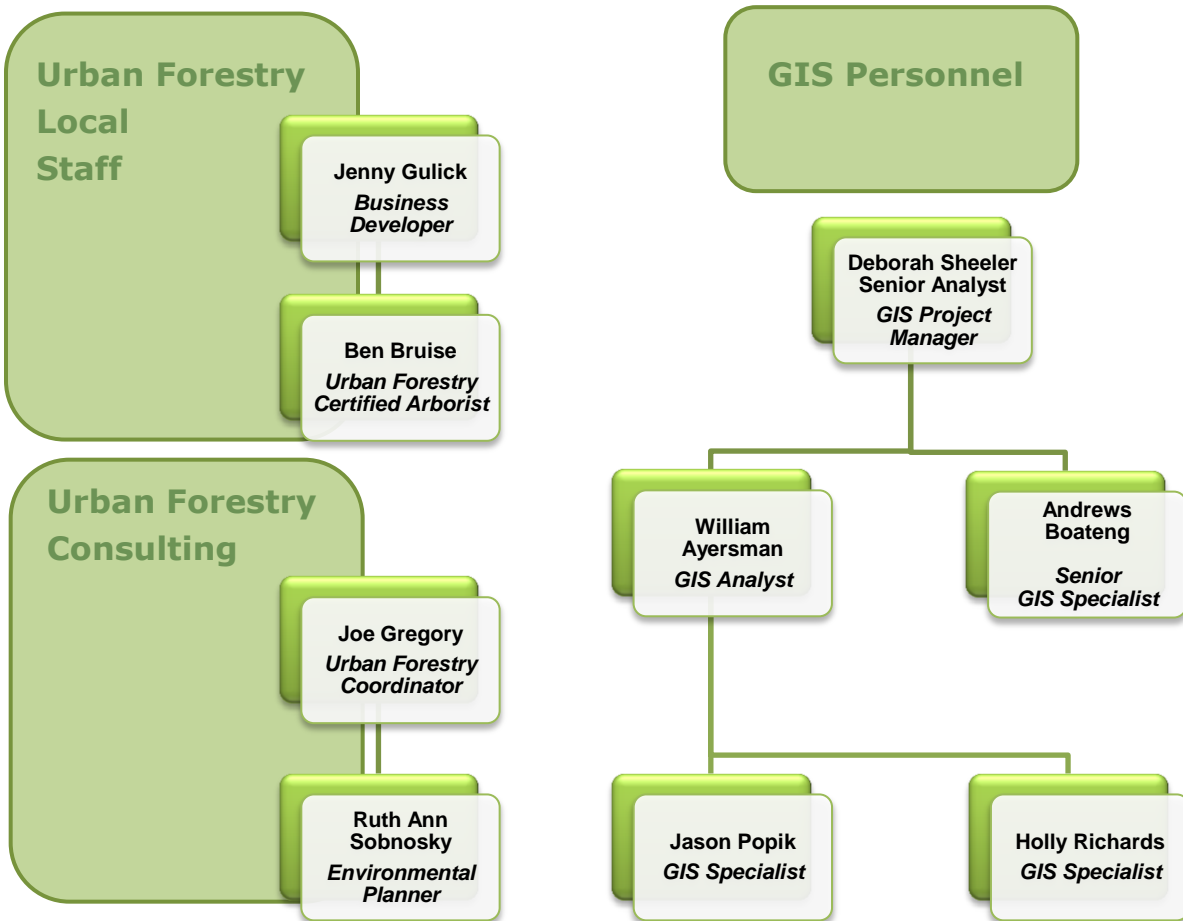 Urban Forestry
Local
Staff
Jenny Gulick
Business
Developer
Ben Bruise
Urban Forestry
Certified Arborist
Urban Forestry
Consulting
Joe Gregory
Urban Forestry
Coordinator
Ruth Ann
Sobnosky
Environmental
Planner
GIS Personnel
Deborah Sheeler
Senior Analyst
GIS Project
Manager
William
Ayersman
GIS Analyst
Andrews
Boateng
Senior
GIS Specialist
Jason Popik
GIS Specialist
Holly Richards
GIS Specialist